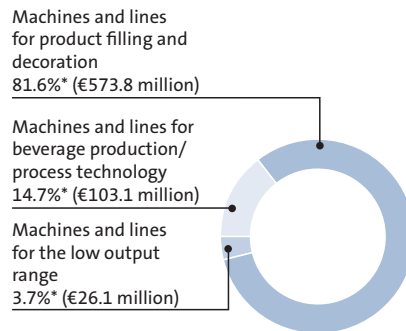 Machines and lines
for product filling and
decoration
81.6%* (€573.8 million)
Machines and lines for
beverage production/
process technology
14.7%* (€103.1 million)
Machines and lines
for the low output
range
3.7%* (€26.1 million)